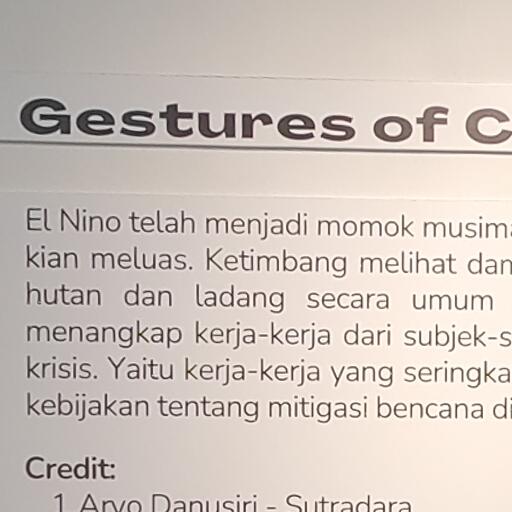 Gestures of C
El Nino telah menjadi momok musima
kian meluas. Ketimbang melihat dam
hutan dan ladang secara umum
menangkap kerja-kerja dari subjek-s
krisis. Yaitu kerja-kerja yang seringka
kebijakan tentang mitigasi bencana di
Credit:
1 Aryo Danusiri - Sutradara